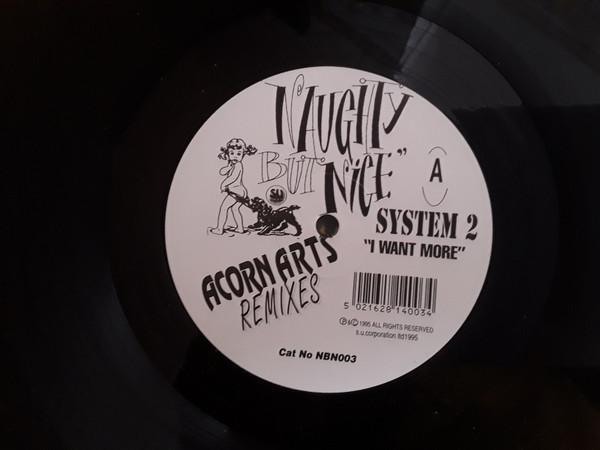 "NAUGHTY
BUT NICE"
SU
A
SYSTEM 2
"I WANT MORE"
ACORN ARTS
REMIXES
5 021628 140034
℗&© 1995 ALL RIGHTS RESERVED
s.u.corporation ltd1995
Cat No NBN003